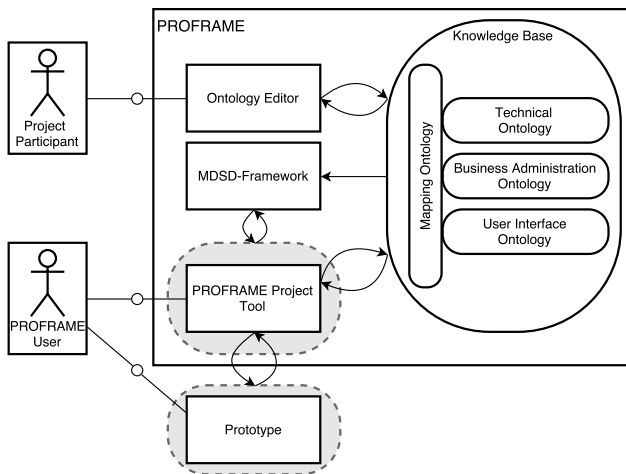 PROFRAME
Knowledge Base
Project
Participant
Ontology Editor
Mapping Ontology
Technical
Ontology
MDSD-Framework
Business Administration
Ontology
User Interface
Ontology
PROFRAME
User
PROFRAME Project
Tool
Prototype